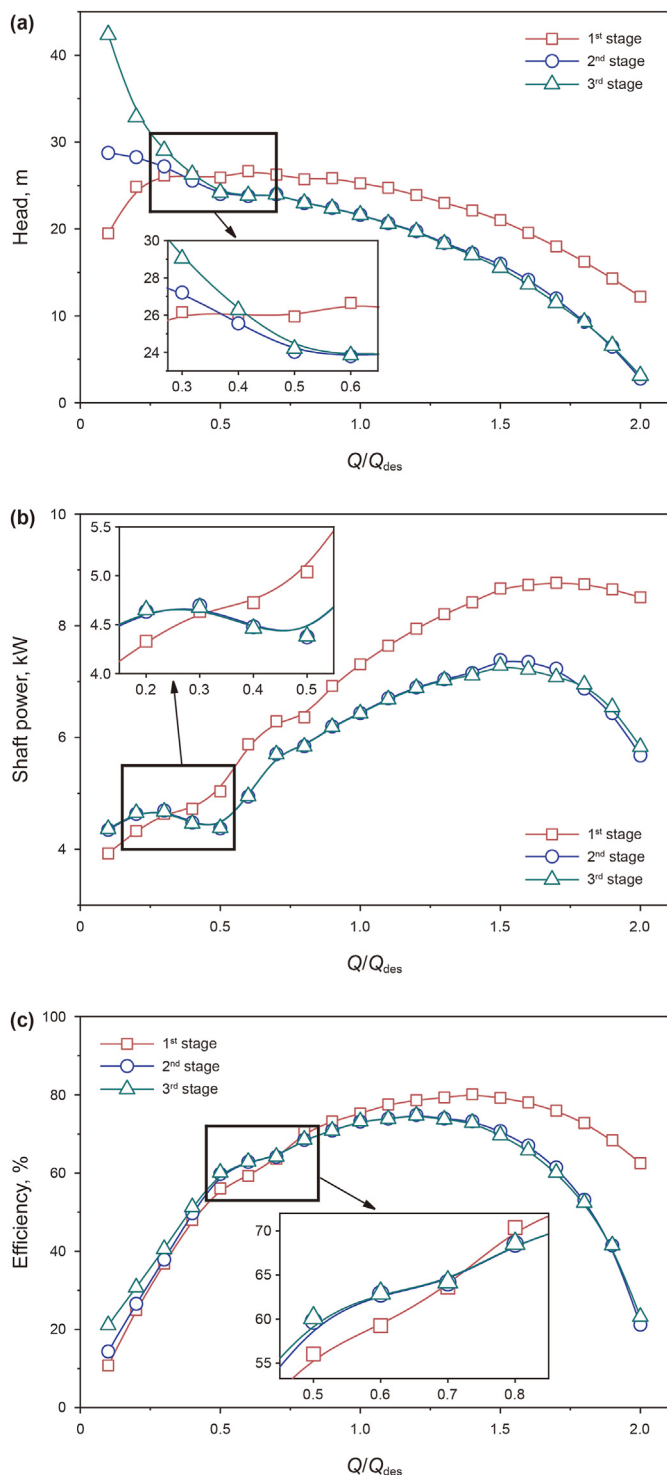 (a)
40
30
20
10
0
Head, m
1st stage
2nd stage
3rd stage
30
28
26
24
0.3 0.4 0.5 0.6
0 0.5 1.0 1.5 2.0
Q/Qdes
(b)
10
8
6
4
Shaft power, kW
5.5
5.0
4.5
4.0
0.2 0.3 0.4 0.5
1st stage
2nd stage
3rd stage
0 0.5 1.0 1.5 2.0
Q/Qdes
(c)
100
80
60
40
20
0
Efficiency, %
1st stage
2nd stage
3rd stage
70
65
60
55
0.5 0.6 0.7 0.8
0 0.5 1.0 1.5 2.0
Q/Qdes